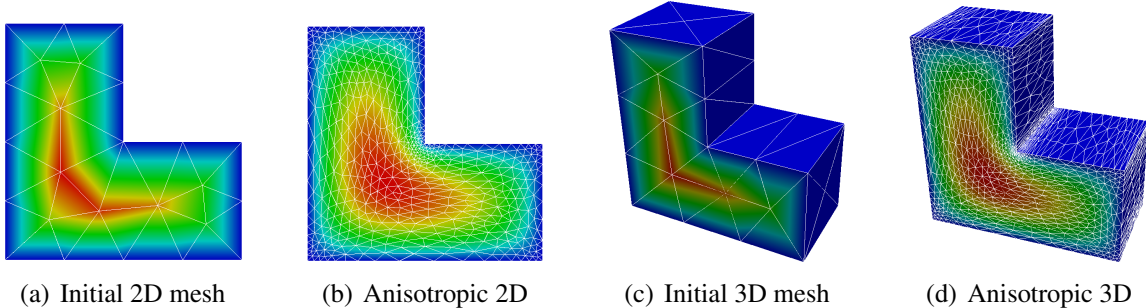 (a) Initial 2D mesh
(b) Anisotropic 2D
(c) Initial 3D mesh
(d) Anisotropic 3D